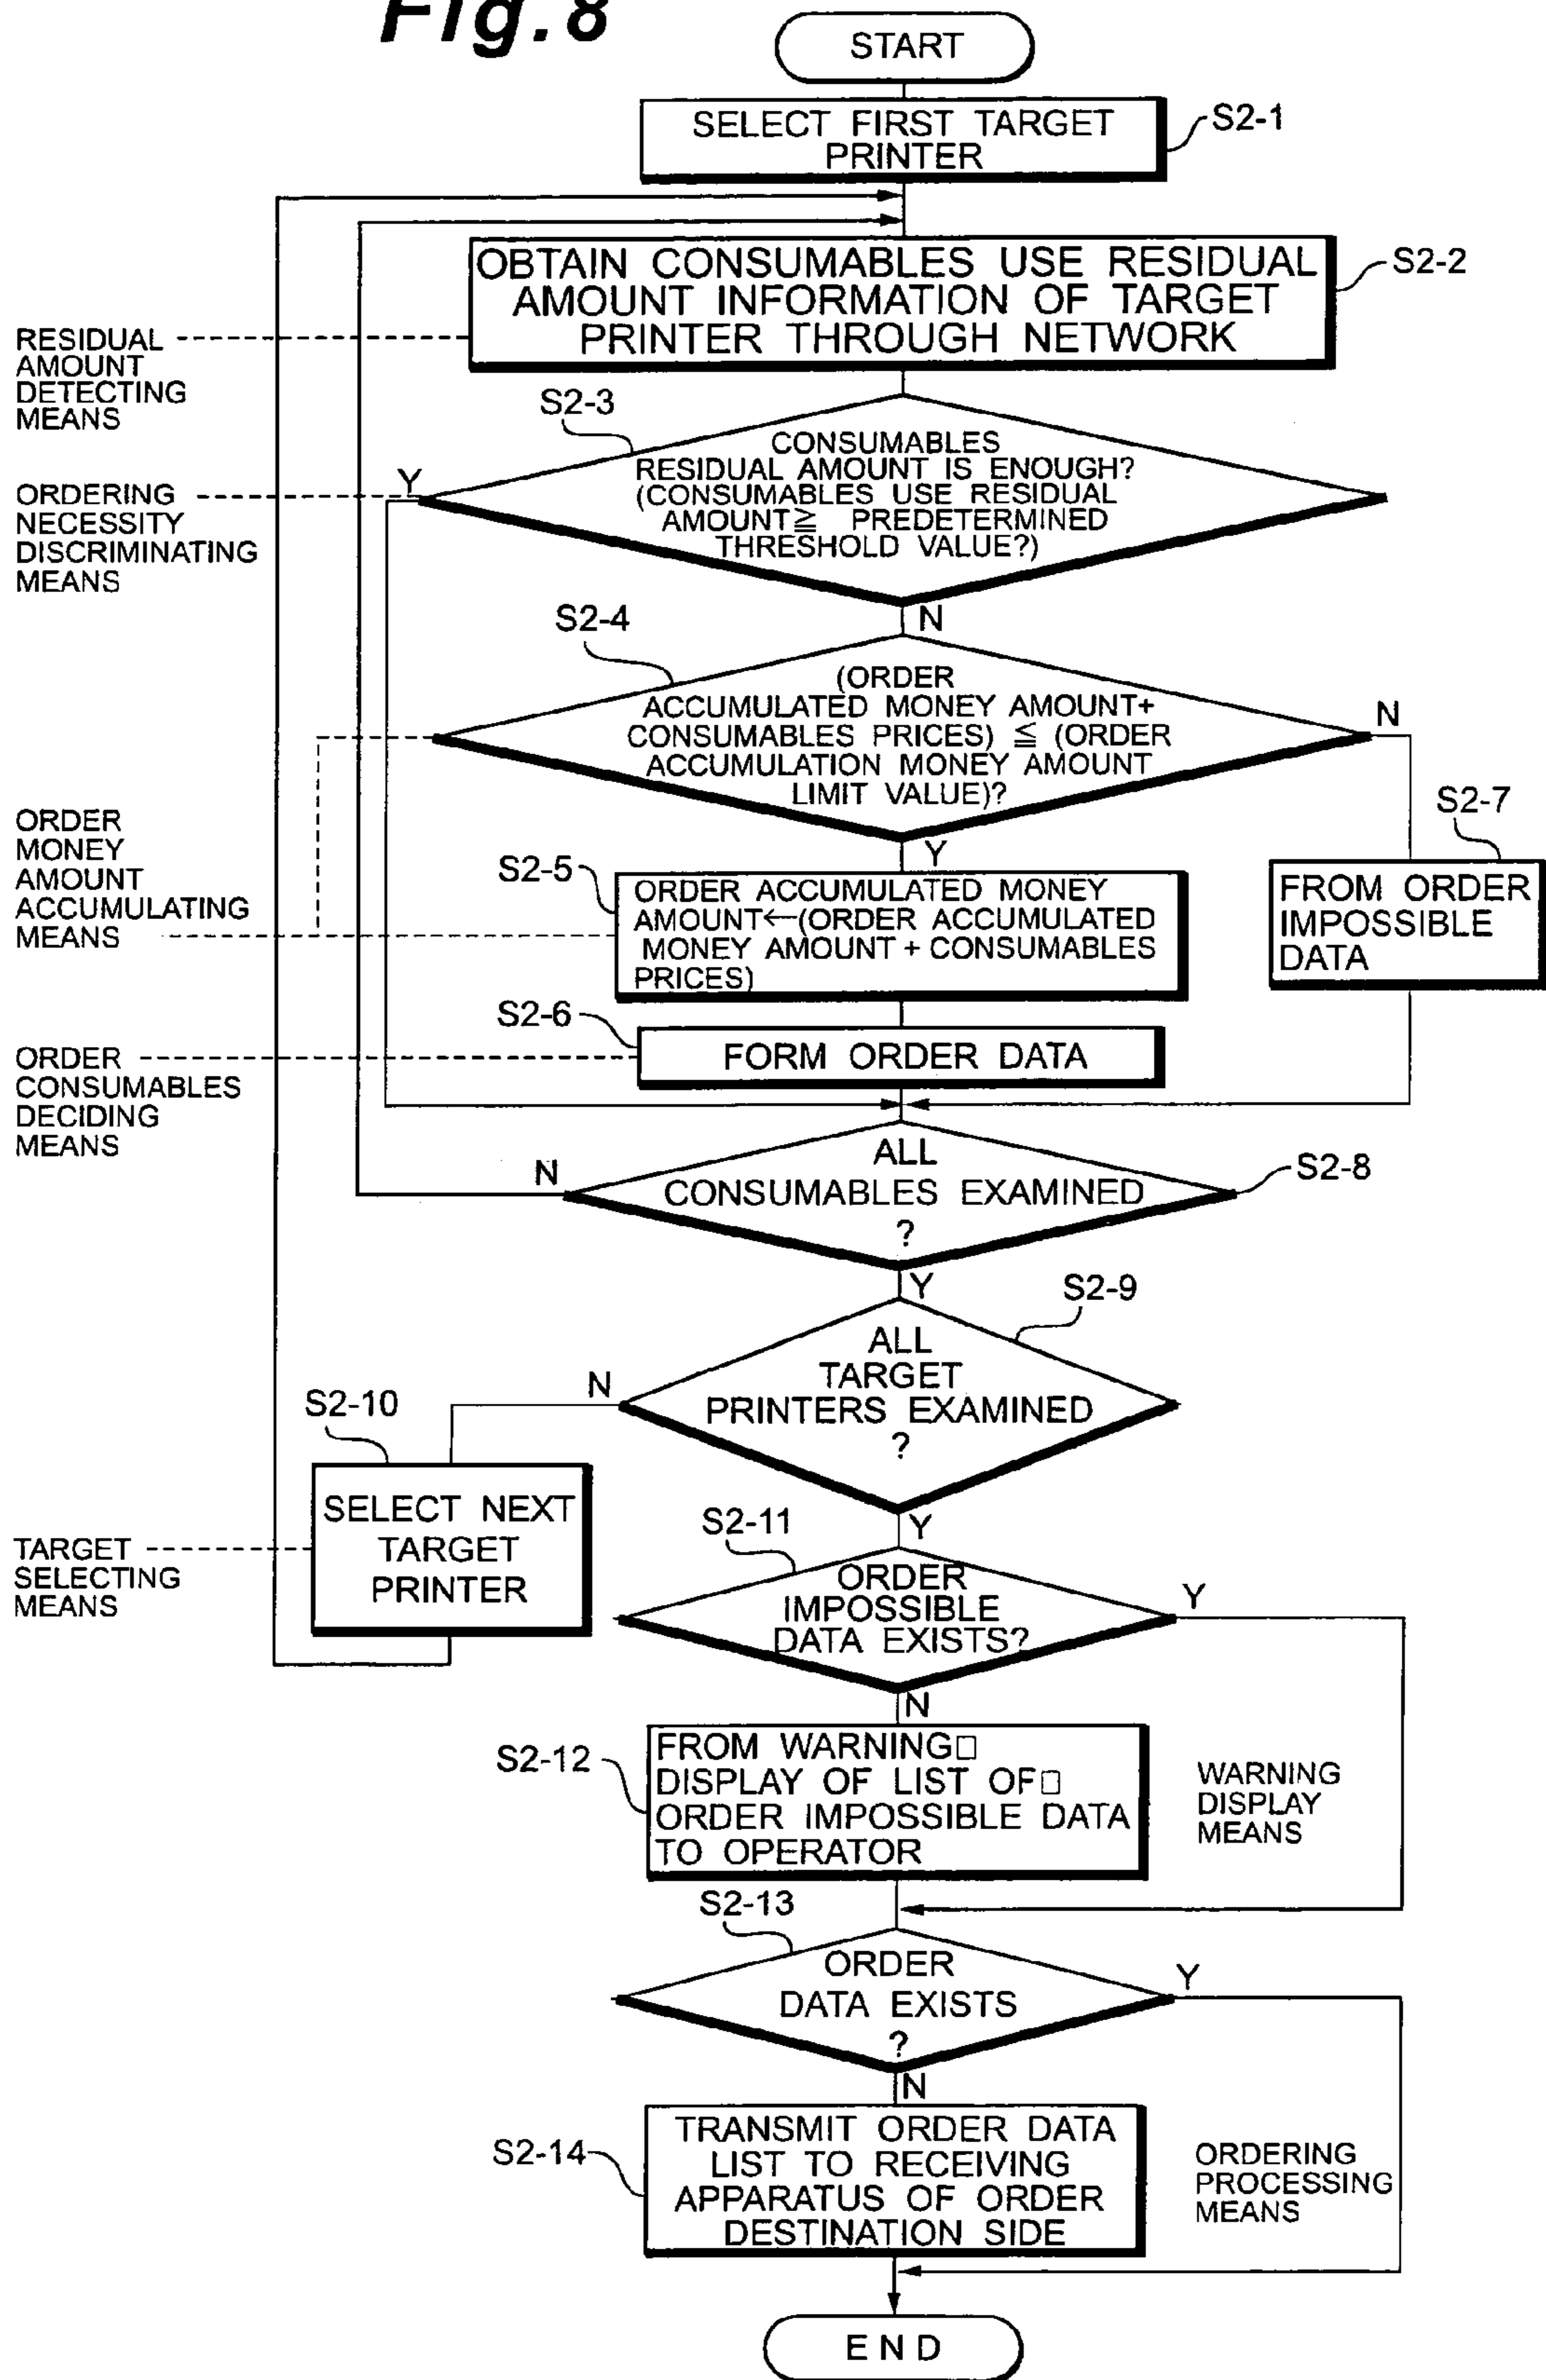 Fig. 8
START
SELECT FIRST TARGET
PRINTER
S2-1
OBTAIN CONSUMABLES USE RESIDUAL
AMOUNT INFORMATION OF TARGET
PRINTER THROUGH NETWORK
S2-2
RESIDUAL
AMOUNT
DETECTING
MEANS
S2-3
CONSUMABLES
RESIDUAL AMOUNT IS ENOUGH?
(CONSUMABLES USE RESIDUAL
AMOUNT≧ PREDETERMINED
THRESHOLD VALUE?)
Y
ORDERING
NECESSITY
DISCRIMINATING
MEANS
N
S2-4
(ORDER
ACCUMULATED MONEY AMOUNT+
CONSUMABLES PRICES) ≦ (ORDER
ACCUMULATION MONEY AMOUNT
LIMIT VALUE)?
N
S2-7
FROM ORDER
IMPOSSIBLE
DATA
ORDER
MONEY
AMOUNT
ACCUMULATING
MEANS
Y
S2-5
ORDER ACCUMULATED MONEY
AMOUNT←(ORDER ACCUMULATED
MONEY AMOUNT + CONSUMABLES
PRICES)
S2-6
FORM ORDER DATA
ORDER
CONSUMABLES
DECIDING
MEANS
ALL
CONSUMABLES EXAMINED
?
N
S2-8
Y
S2-9
ALL
TARGET
PRINTERS EXAMINED
?
N
S2-10
SELECT NEXT
TARGET
PRINTER
TARGET
SELECTING
MEANS
Y
S2-11
ORDER
IMPOSSIBLE
DATA EXISTS?
Y
N
S2-12
FROM WARNING□
DISPLAY OF LIST OF□
ORDER IMPOSSIBLE DATA
TO OPERATOR
WARNING
DISPLAY
MEANS
S2-13
ORDER
DATA EXISTS
?
Y
N
S2-14
TRANSMIT ORDER DATA
LIST TO RECEIVING
APPARATUS OF ORDER
DESTINATION SIDE
ORDERING
PROCESSING
MEANS
END